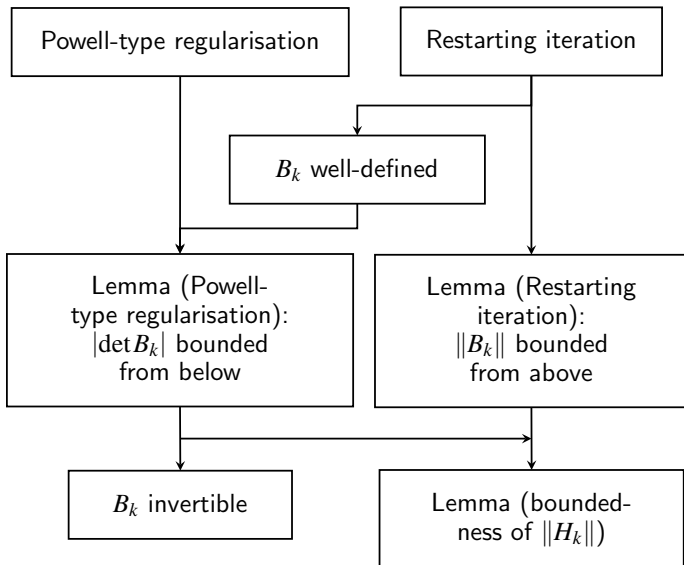 Powell-type regularisation
Restarting iteration
B_k well-defined
Lemma (Powell-
type regularisation):
|det B_k| bounded
from below
Lemma (Restarting
iteration):
‖B_k‖ bounded
from above
B_k invertible
Lemma (bounded-
ness of ‖H_k‖)